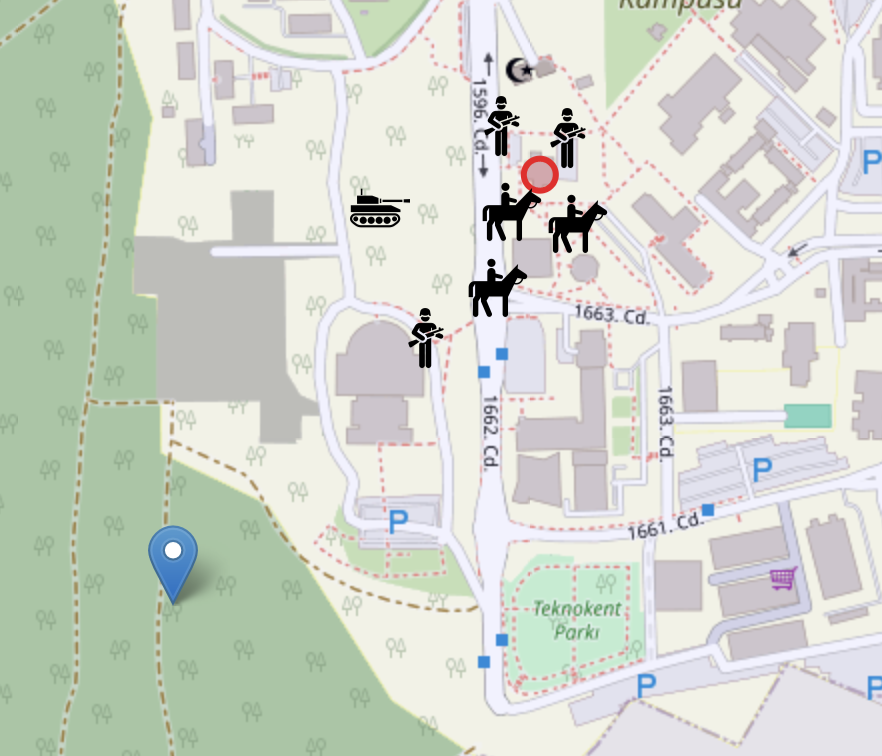 Kampüsü
1596. Cd.
P
1663. Cd.
1662. Cd
1663. Cd.
P
P
1661. Cd.
Teknokent
Parkı
P
P